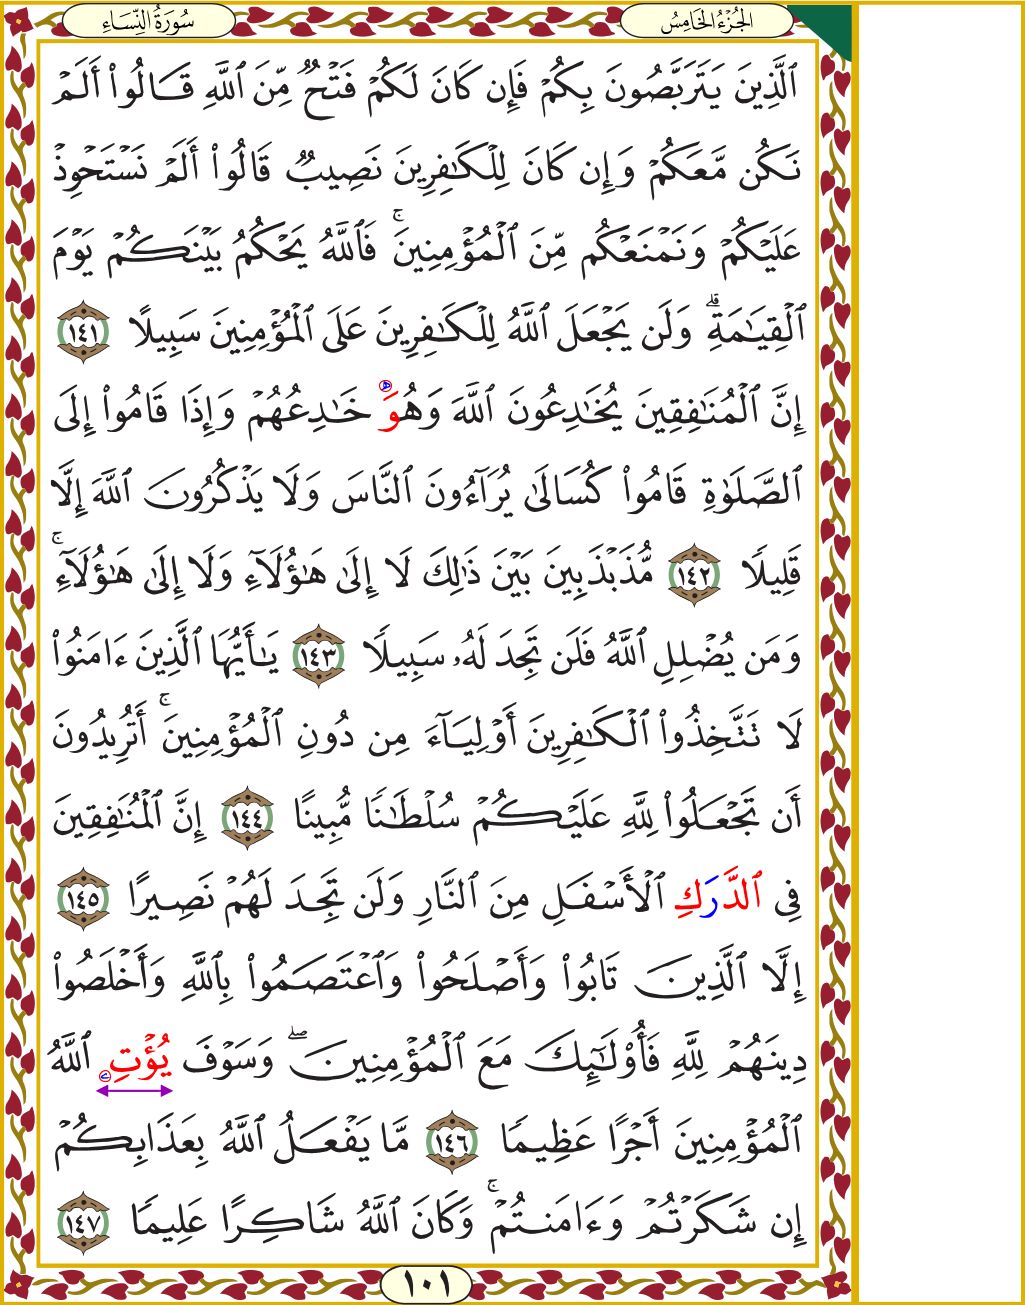 سُورَةُ النِّسَاءِ
الجُزْءُ الخَامِسُ
ٱلَّذِينَ يَتَرَبَّصُونَ بِكُمْ فَإِن كَانَ لَكُمْ فَتْحٌ مِّنَ ٱللَّهِ قَالُوا۟ أَلَمْ
نَكُن مَّعَكُمْ وَإِن كَانَ لِلْكَـٰفِرِينَ نَصِيبٌ قَالُوا۟ أَلَمْ نَسْتَحْوِذْ
عَلَيْكُمْ وَنَمْنَعْكُم مِّنَ ٱلْمُؤْمِنِينَ ۚ فَٱللَّهُ يَحْكُمُ بَيْنَكُمْ يَوْمَ
ٱلْقِيَـٰمَةِ ۗ وَلَن يَجْعَلَ ٱللَّهُ لِلْكَـٰفِرِينَ عَلَى ٱلْمُؤْمِنِينَ سَبِيلًا ١٤١
إِنَّ ٱلْمُنَـٰفِقِينَ يُخَـٰدِعُونَ ٱللَّهَ وَهُوَ خَـٰدِعُهُمْ وَإِذَا قَامُوا۟ إِلَى
ٱلصَّلَوٰةِ قَامُوا۟ كُسَالَىٰ يُرَآءُونَ ٱلنَّاسَ وَلَا يَذْكُرُونَ ٱللَّهَ إِلَّا
قَلِيلًا ١٤٢ مُّذَبْذَبِينَ بَيْنَ ذَٰلِكَ لَا إِلَىٰ هَـٰؤُلَآءِ وَلَا إِلَىٰ هَـٰؤُلَآءِ ۚ
وَمَن يُضْلِلِ ٱللَّهُ فَلَن تَجِدَ لَهُۥ سَبِيلًا ١٤٣ يَـٰأَيُّهَا ٱلَّذِينَ ءَامَنُوا۟
لَا تَتَّخِذُوا۟ ٱلْكَـٰفِرِينَ أَوْلِيَآءَ مِن دُونِ ٱلْمُؤْمِنِينَ ۚ أَتُرِيدُونَ
أَن تَجْعَلُوا۟ لِلَّهِ عَلَيْكُمْ سُلْطَـٰنًا مُّبِينًا ١٤٤ إِنَّ ٱلْمُنَـٰفِقِينَ
فِى ٱلدَّرَكِ ٱلْأَسْفَلِ مِنَ ٱلنَّارِ وَلَن تَجِدَ لَهُمْ نَصِيرًا ١٤٥
إِلَّا ٱلَّذِينَ تَابُوا۟ وَأَصْلَحُوا۟ وَٱعْتَصَمُوا۟ بِٱللَّهِ وَأَخْلَصُوا۟
دِينَهُمْ لِلَّهِ فَأُو۟لَـٰٓئِكَ مَعَ ٱلْمُؤْمِنِينَ ۖ وَسَوْفَ يُؤْتِ ٱللَّهُ
ٱلْمُؤْمِنِينَ أَجْرًا عَظِيمًا ١٤٦ مَّا يَفْعَلُ ٱللَّهُ بِعَذَابِكُمْ
إِن شَكَرْتُمْ وَءَامَنتُمْ ۚ وَكَانَ ٱللَّهُ شَاكِرًا عَلِيمًا ١٤٧
١٠١